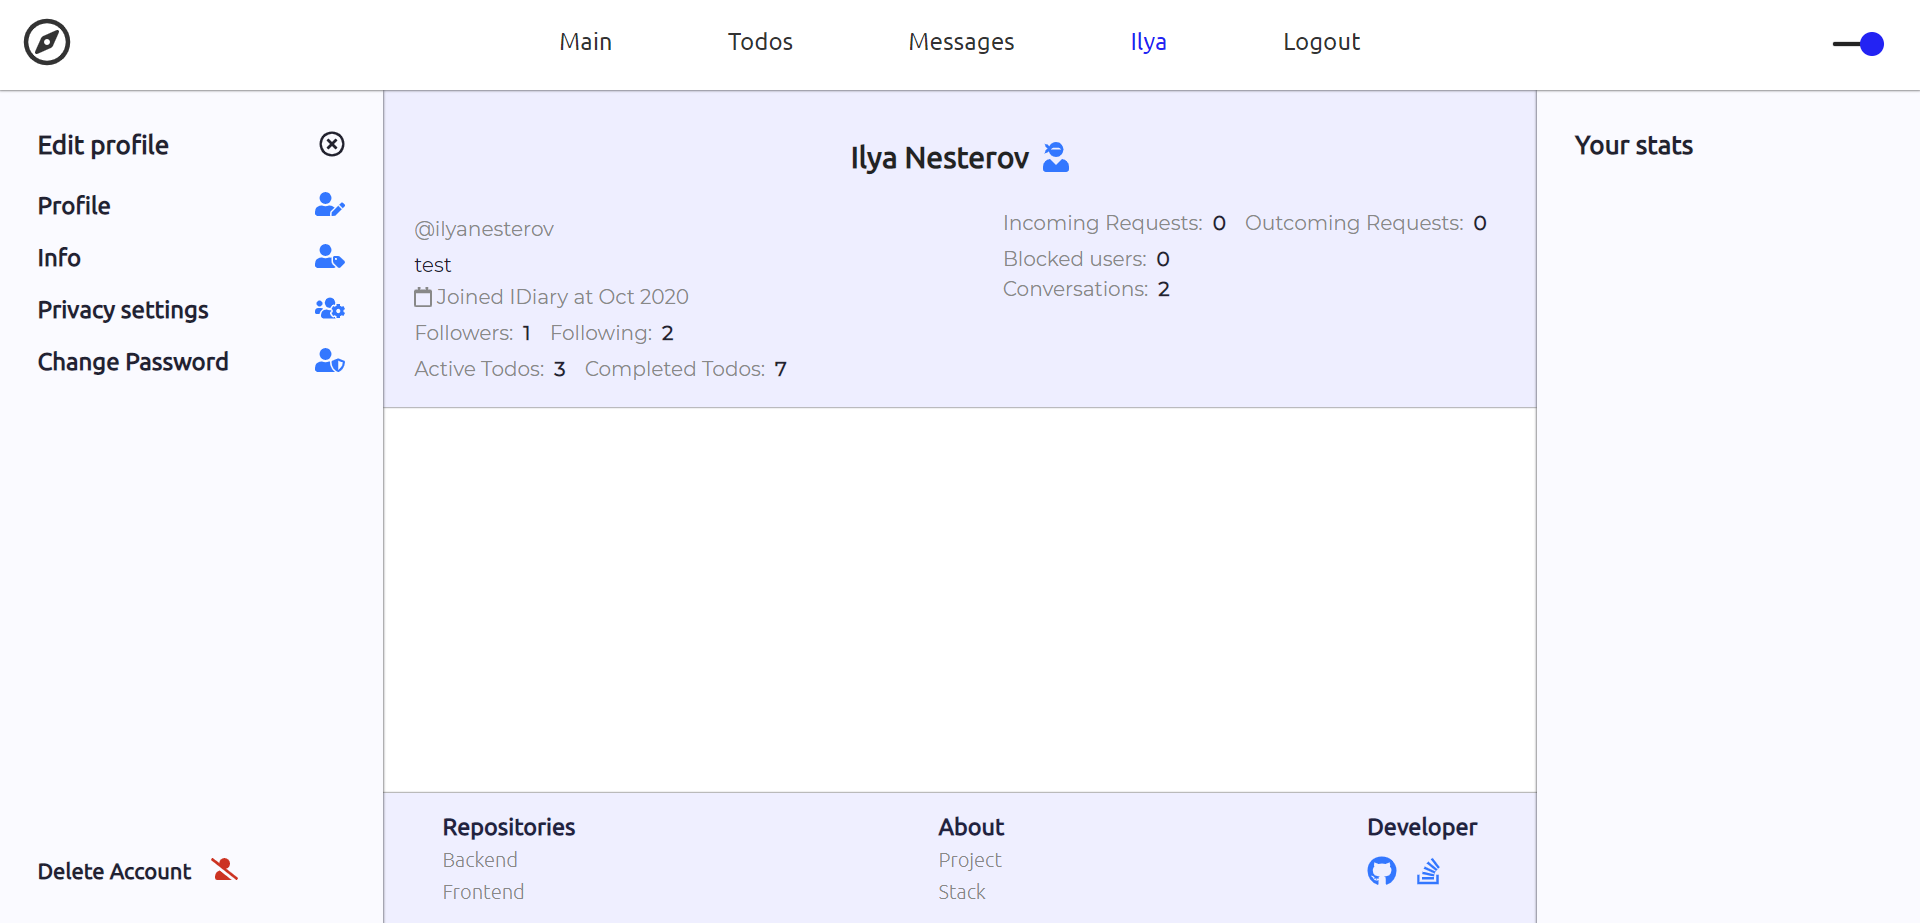 Main Todos Messages Ilya Logout
Edit profile
Profile
Info
Privacy settings
Change Password
Delete Account
Ilya Nesterov
@ilyanesterov
test
Joined IDiary at Oct 2020
Followers: 1 Following: 2
Active Todos: 3 Completed Todos: 7
Incoming Requests: 0 Outcoming Requests: 0
Blocked users: 0
Conversations: 2
Your stats
Repositories
Backend
Frontend
About
Project
Stack
Developer